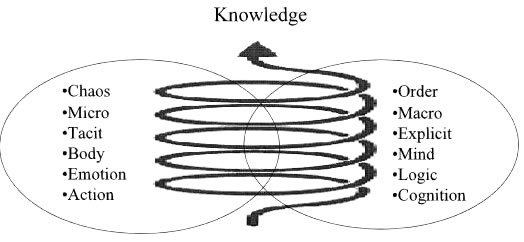 Knowledge
•Chaos
•Micro
•Tacit
•Body
•Emotion
•Action
•Order
•Macro
•Explicit
•Mind
•Logic
•Cognition